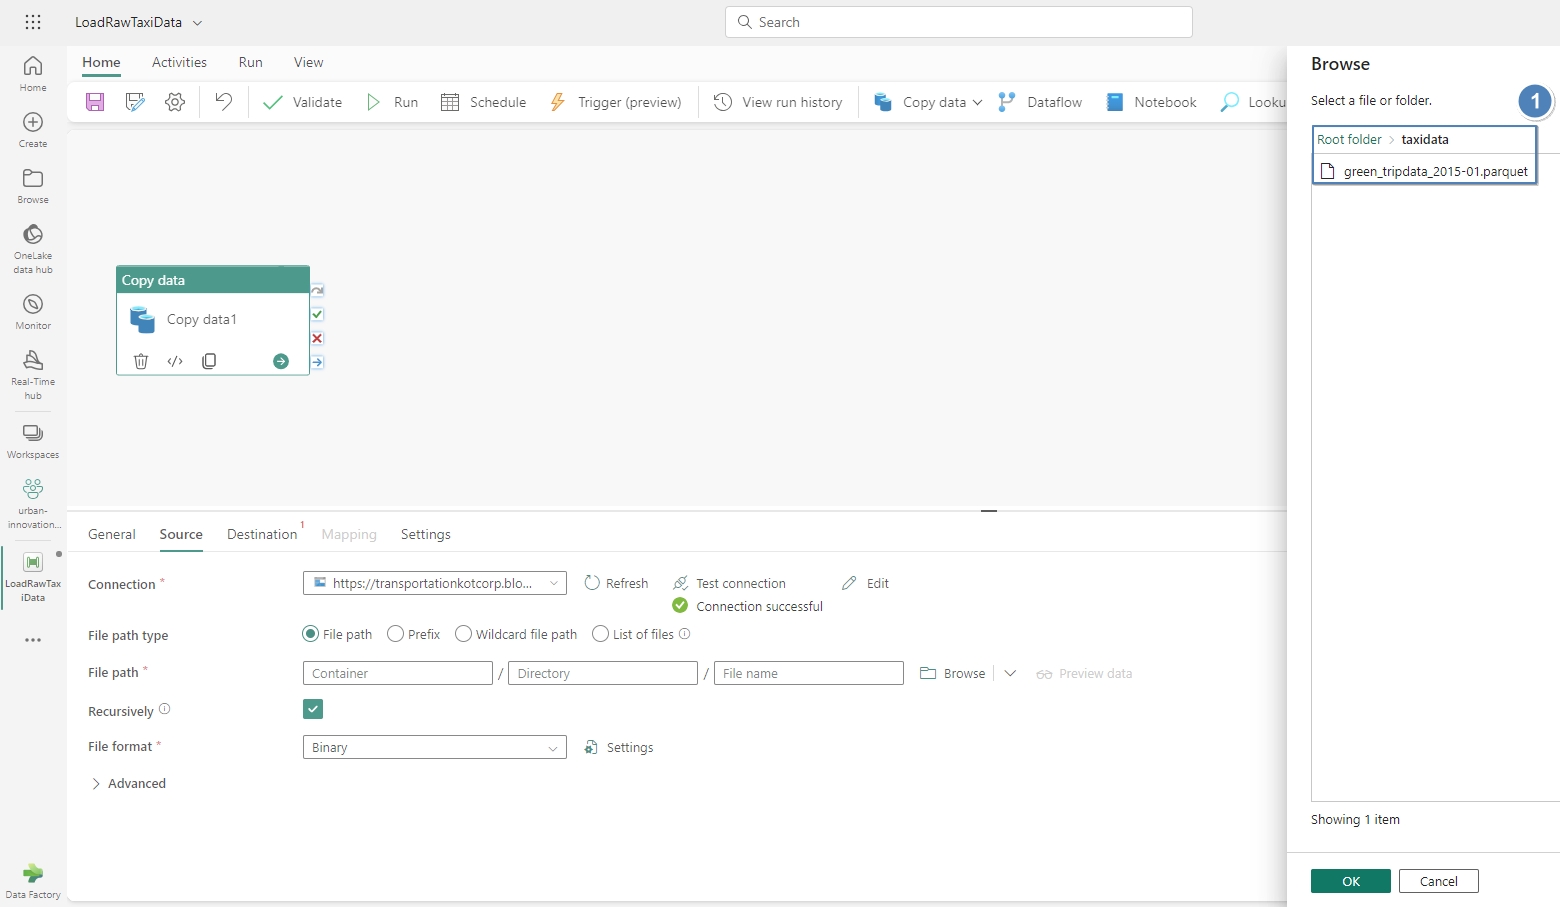 LoadRawTaxiData
Search
Home
Create
Browse
OneLake
data hub
Monitor
Real-Time
hub
Workspaces
urban-
innovation...
LoadRawTax
iData
Data Factory
Home Activities Run View
Validate Run Schedule Trigger (preview) View run history Copy data Dataflow Notebook Looku
Copy data
Copy data1
General Source Destination 1 Mapping Settings
Connection * https://transportationkotcorp.blo... Refresh Test connection Edit
Connection successful
File path type File path Prefix Wildcard file path List of files
File path * Container / Directory / File name Browse Preview data
Recursively
File format * Binary Settings
Advanced
Browse
Select a file or folder.
1
Root folder > taxidata
green_tripdata_2015-01.parquet
Showing 1 item
OK Cancel